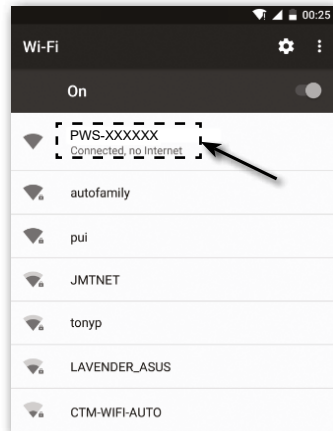 00:25
Wi-Fi
On
PWS-XXXXXX
Connected, no Internet
autofamily
pui
JMTNET
tonyp
LAVENDER_ASUS
CTM-WIFI-AUTO